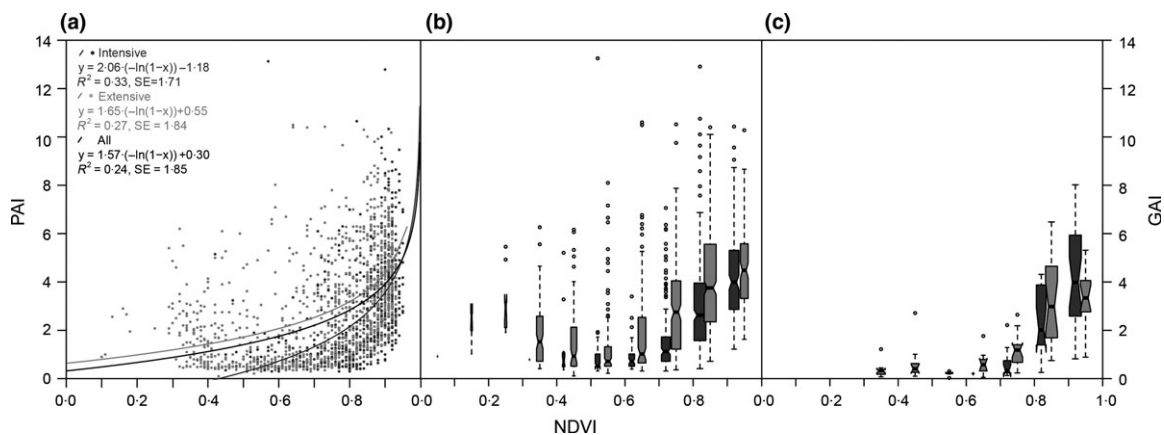 (a) (b) (c)
14 14
12 12
10 10
8 8
6 6
4 4
2 2
0 0
PAI
GAI
Intensive
y = 2·06·(–ln(1–x)) –1·18
R² = 0·33, SE=1·71
Extensive
y = 1·65·(–ln(1–x))+0·55
R² = 0·27, SE = 1·84
All
y = 1·57·(–ln(1–x)) +0·30
R² = 0·24, SE = 1·85
0·0 0·2 0·4 0·6 0·8 0·0 0·2 0·4 0·6 0·8 0·0 0·2 0·4 0·6 0·8 1·0
NDVI